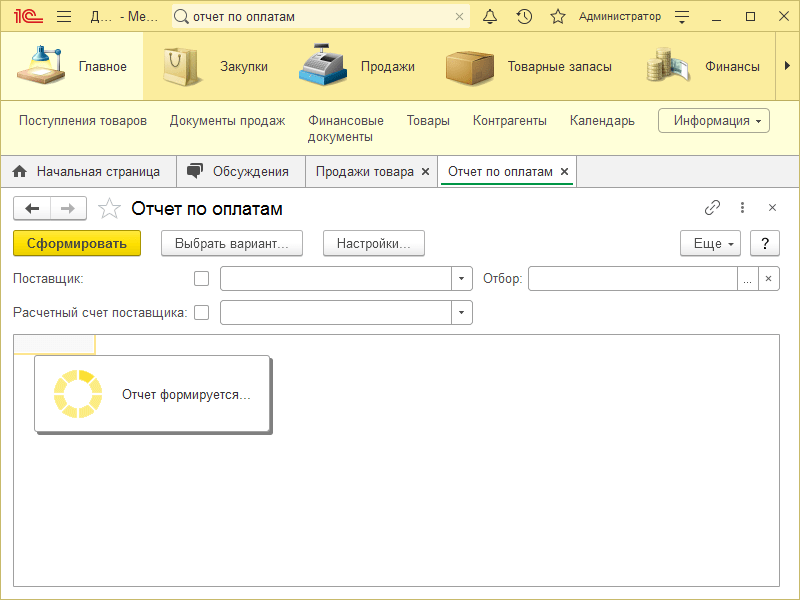 1С Д... - Ме... отчет по оплатам × Администратор
Главное Закупки Продажи Товарные запасы Финансы
Поступления товаров Документы продаж Финансовые документы Товары Контрагенты Календарь Информация
Начальная страница Обсуждения Продажи товара × Отчет по оплатам ×
Отчет по оплатам
Сформировать Выбрать вариант... Настройки... Еще ?
Поставщик: Отбор: ... ×
Расчетный счет поставщика:
Отчет формируется...